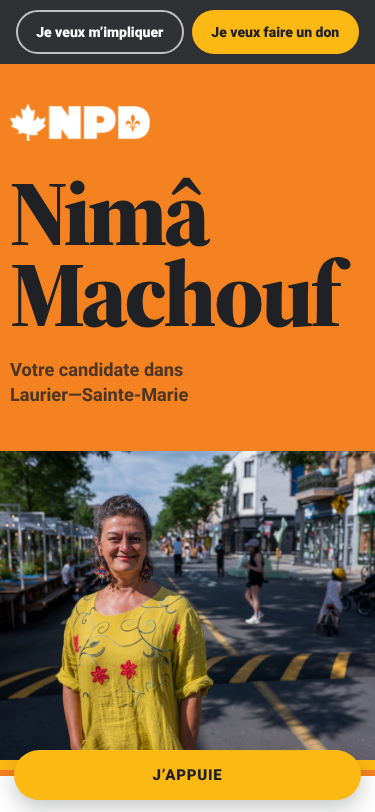 Je veux m’impliquer
Je veux faire un don
NPD
Nimâ
Machouf
Votre candidate dans
Laurier—Sainte-Marie
J’APPUIE